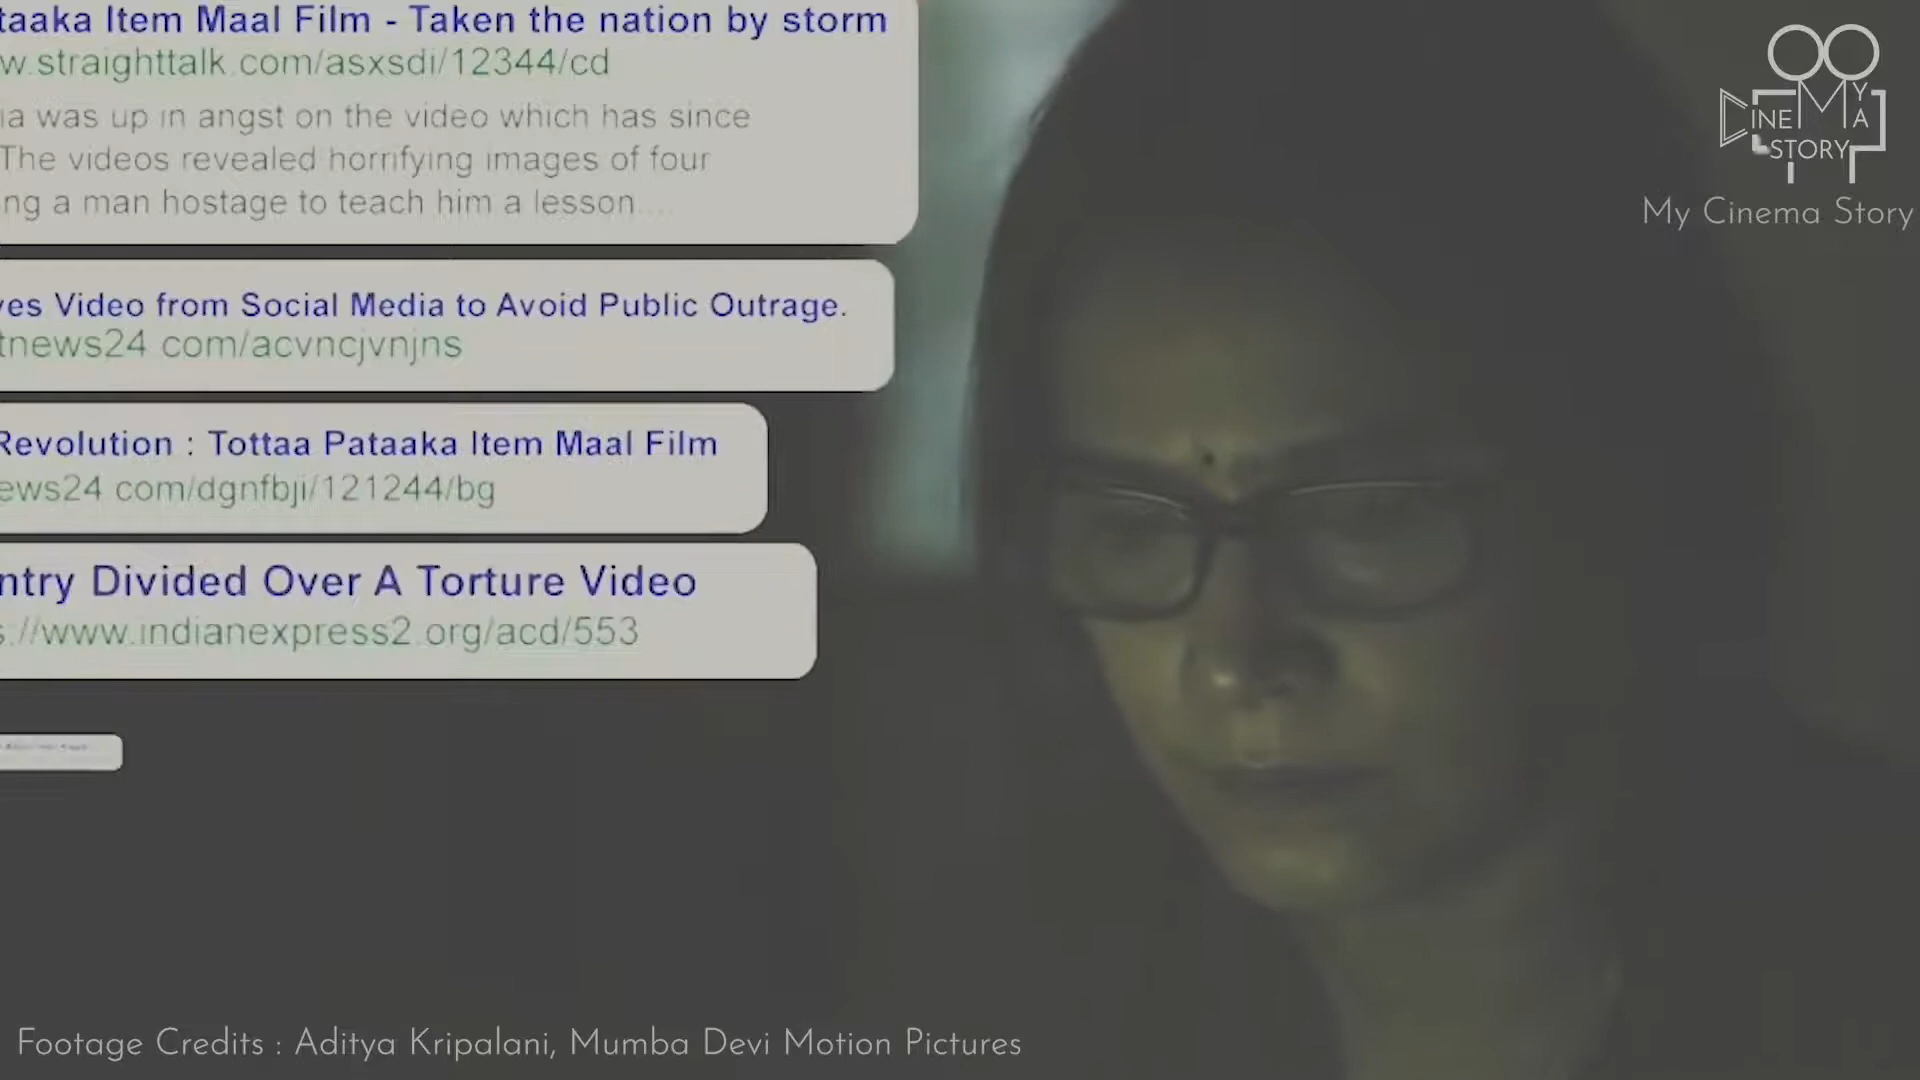 taaka Item Maal Film - Taken the nation by storm
w.straighttalk.com/asxsdi/12344/cd
ia was up in angst on the video which has since
The videos revealed horrifying images of four
ng a man hostage to teach him a lesson....
ves Video from Social Media to Avoid Public Outrage.
tnews24 com/acvncjvnjns
Revolution : Tottaa Pataaka Item Maal Film
ews24 com/dgnfbji/121244/bg
ntry Divided Over A Torture Video
s://www.indianexpress2.org/acd/553
MY
CINEMA
STORY
My Cinema Story
Footage Credits : Aditya Kripalani, Mumba Devi Motion Pictures